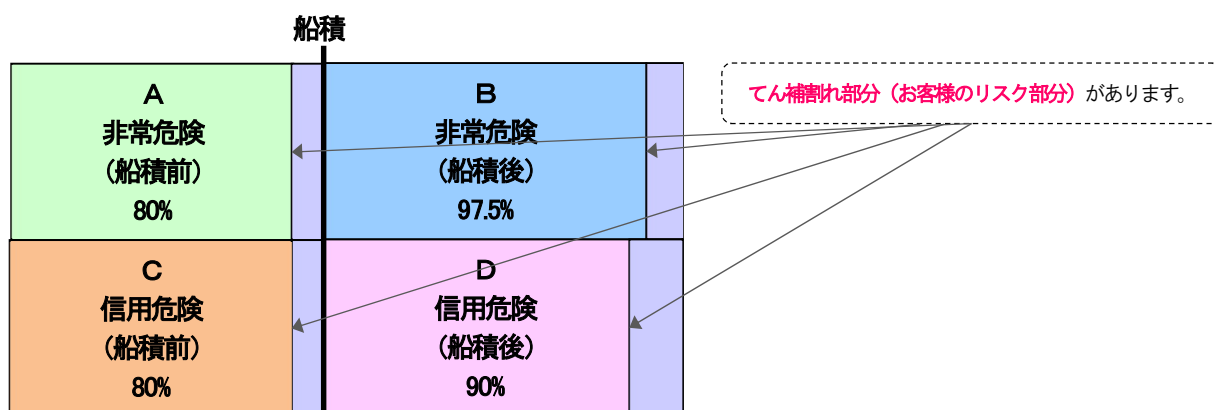 船積
A
非常危険
(船積前)
80%
B
非常危険
(船積後)
97.5%
てん補割れ部分（お客様のリスク部分）があります。
C
信用危険
(船積前)
80%
D
信用危険
(船積後)
90%